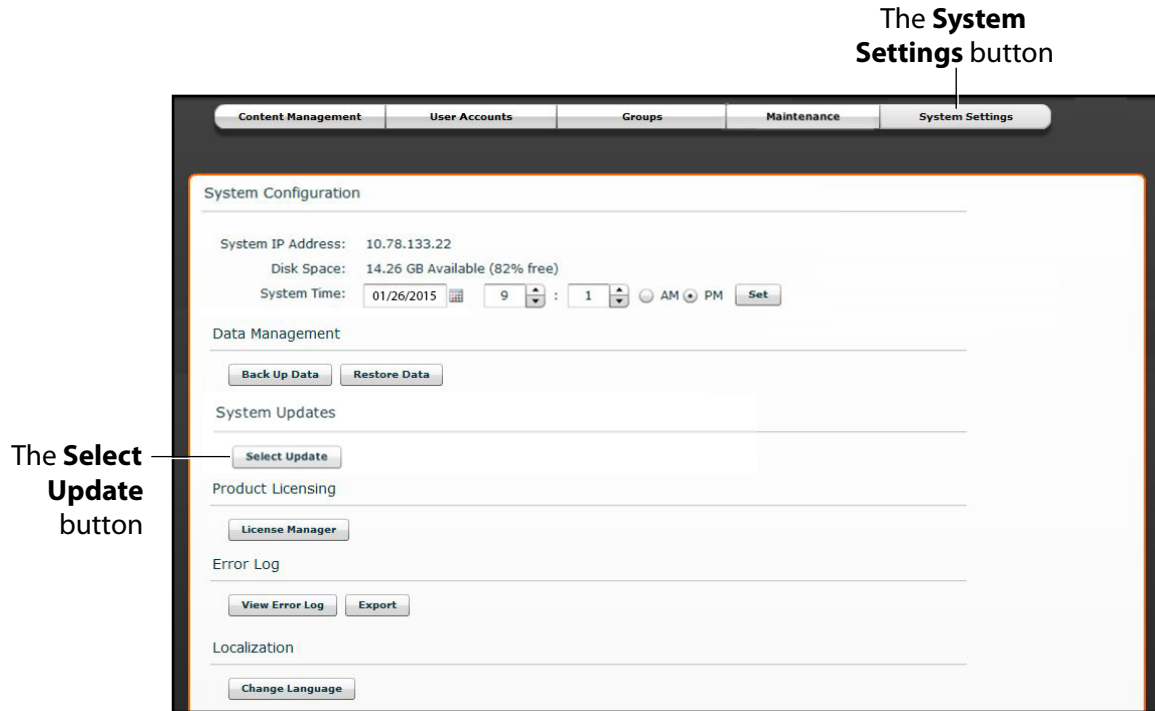 The System
Settings button
Content Management User Accounts Groups Maintenance System Settings
System Configuration
System IP Address: 10.78.133.22
Disk Space: 14.26 GB Available (82% free)
System Time: 01/26/2015 9 : 1 AM PM Set
Data Management
Back Up Data Restore Data
System Updates
The Select
Update
button
Select Update
Product Licensing
License Manager
Error Log
View Error Log Export
Localization
Change Language